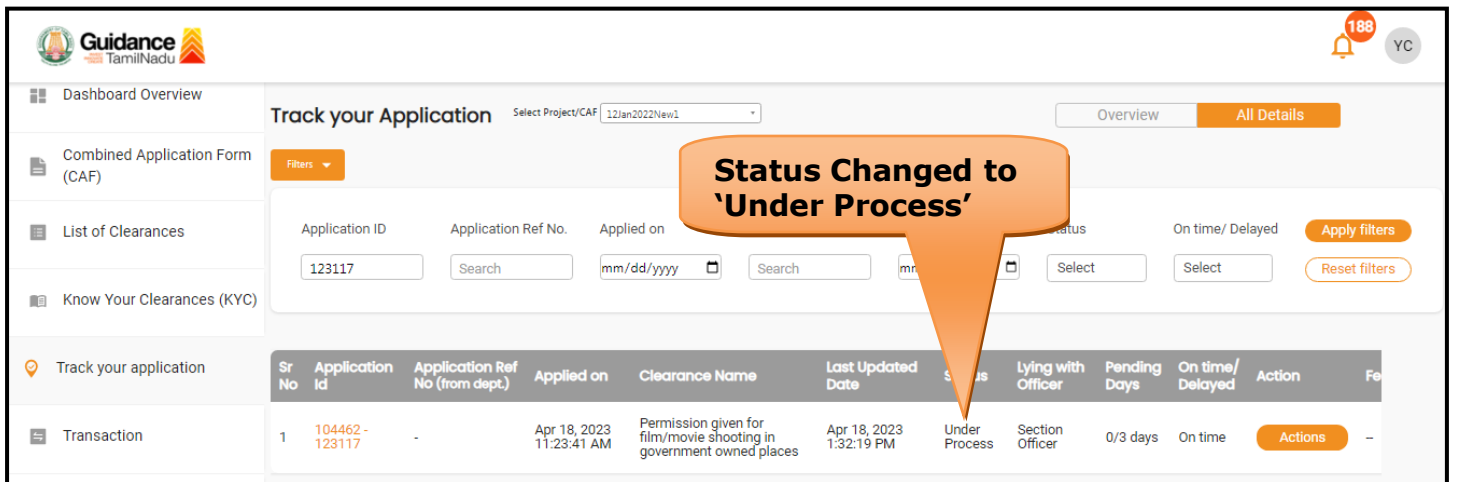 Guidance
TamilNadu
188
YC
Dashboard Overview
Track your Application Select Project/CAF 12Jan2022New1 Overview All Details
Combined Application Form
(CAF)
Filters
Status Changed to
‘Under Process’
List of Clearances
Application ID Application Ref No. Applied on On time/ Delayed Apply filters
123117 Search mm/dd/yyyy Search Select Select Reset filters
Know Your Clearances (KYC)
Track your application
Sr Application Application Ref Applied on Clearance Name Last Updated Lying with Pending On time/ Action
No Id No (from dept.) Date Officer Days Delayed
Transaction
1 104462 - - Apr 18, 2023 Permission given for Apr 18, 2023 Under Section 0/3 days On time Actions --
123117 11:23:41 AM film/movie shooting in 1:32:19 PM Process Officer
government owned places